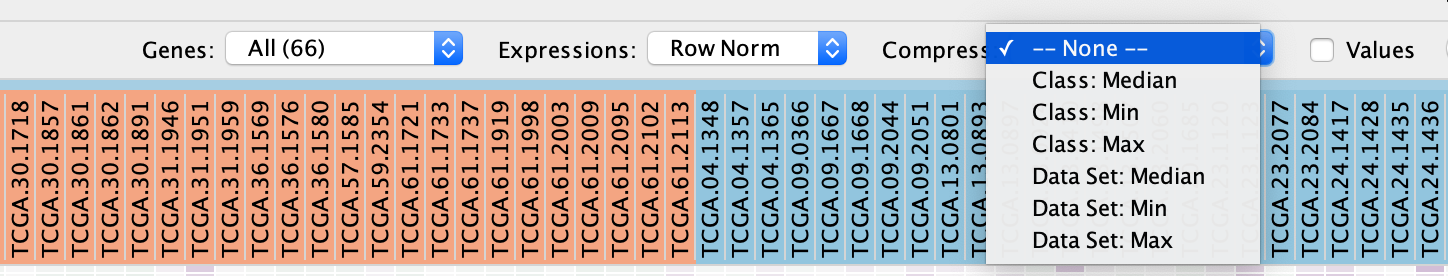 Genes: All (66) Expressions: Row Norm Compress -- None -- Values
Class: Median
Class: Min
Class: Max
Data Set: Median
Data Set: Min
Data Set: Max
TCGA.30.1718
TCGA.30.1857
TCGA.30.1861
TCGA.30.1862
TCGA.30.1891
TCGA.31.1946
TCGA.31.1951
TCGA.31.1959
TCGA.36.1569
TCGA.36.1576
TCGA.36.1580
TCGA.57.1585
TCGA.59.2354
TCGA.61.1721
TCGA.61.1733
TCGA.61.1737
TCGA.61.1919
TCGA.61.1998
TCGA.61.2003
TCGA.61.2009
TCGA.61.2095
TCGA.61.2102
TCGA.61.2113
TCGA.04.1348
TCGA.04.1357
TCGA.04.1365
TCGA.09.0366
TCGA.09.1667
TCGA.09.1668
TCGA.09.2044
TCGA.09.2051
TCGA.13.0801
TCGA.13.0893
TCGA.23.2077
TCGA.23.2084
TCGA.24.1417
TCGA.24.1428
TCGA.24.1435
TCGA.24.1436